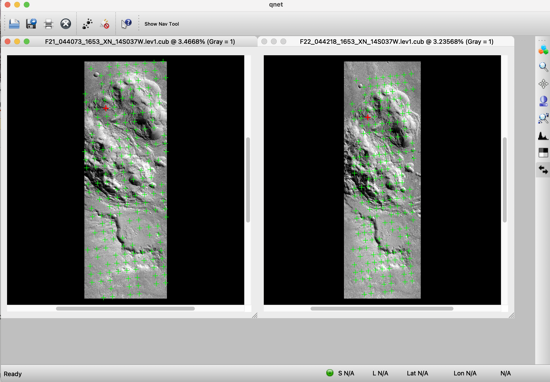 qnet
Show Nav Tool
F21_044073_1653_XN_14S037W.lev1.cub @ 3.4668% (Gray = 1)
F22_044218_1653_XN_14S037W.lev1.cub @ 3.23568% (Gray = 1)
Ready
S N/A
L N/A
Lat N/A
Lon N/A
N/A